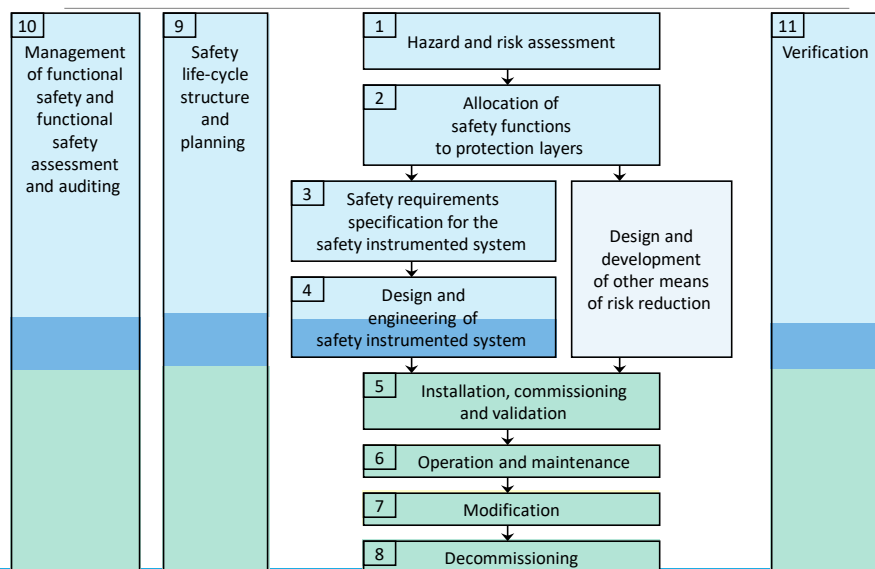 10
Management
of functional
safety and
functional
safety
assessment
and auditing
9
Safety
life-cycle
structure
and
planning
1
Hazard and risk assessment
2
Allocation of
safety functions
to protection layers
3
Safety requirements
specification for the
safety instrumented system
4
Design and
engineering of
safety instrumented system
Design and
development
of other means
of risk reduction
5
Installation, commissioning
and validation
6
Operation and maintenance
7
Modification
8
Decommissioning
11
Verification